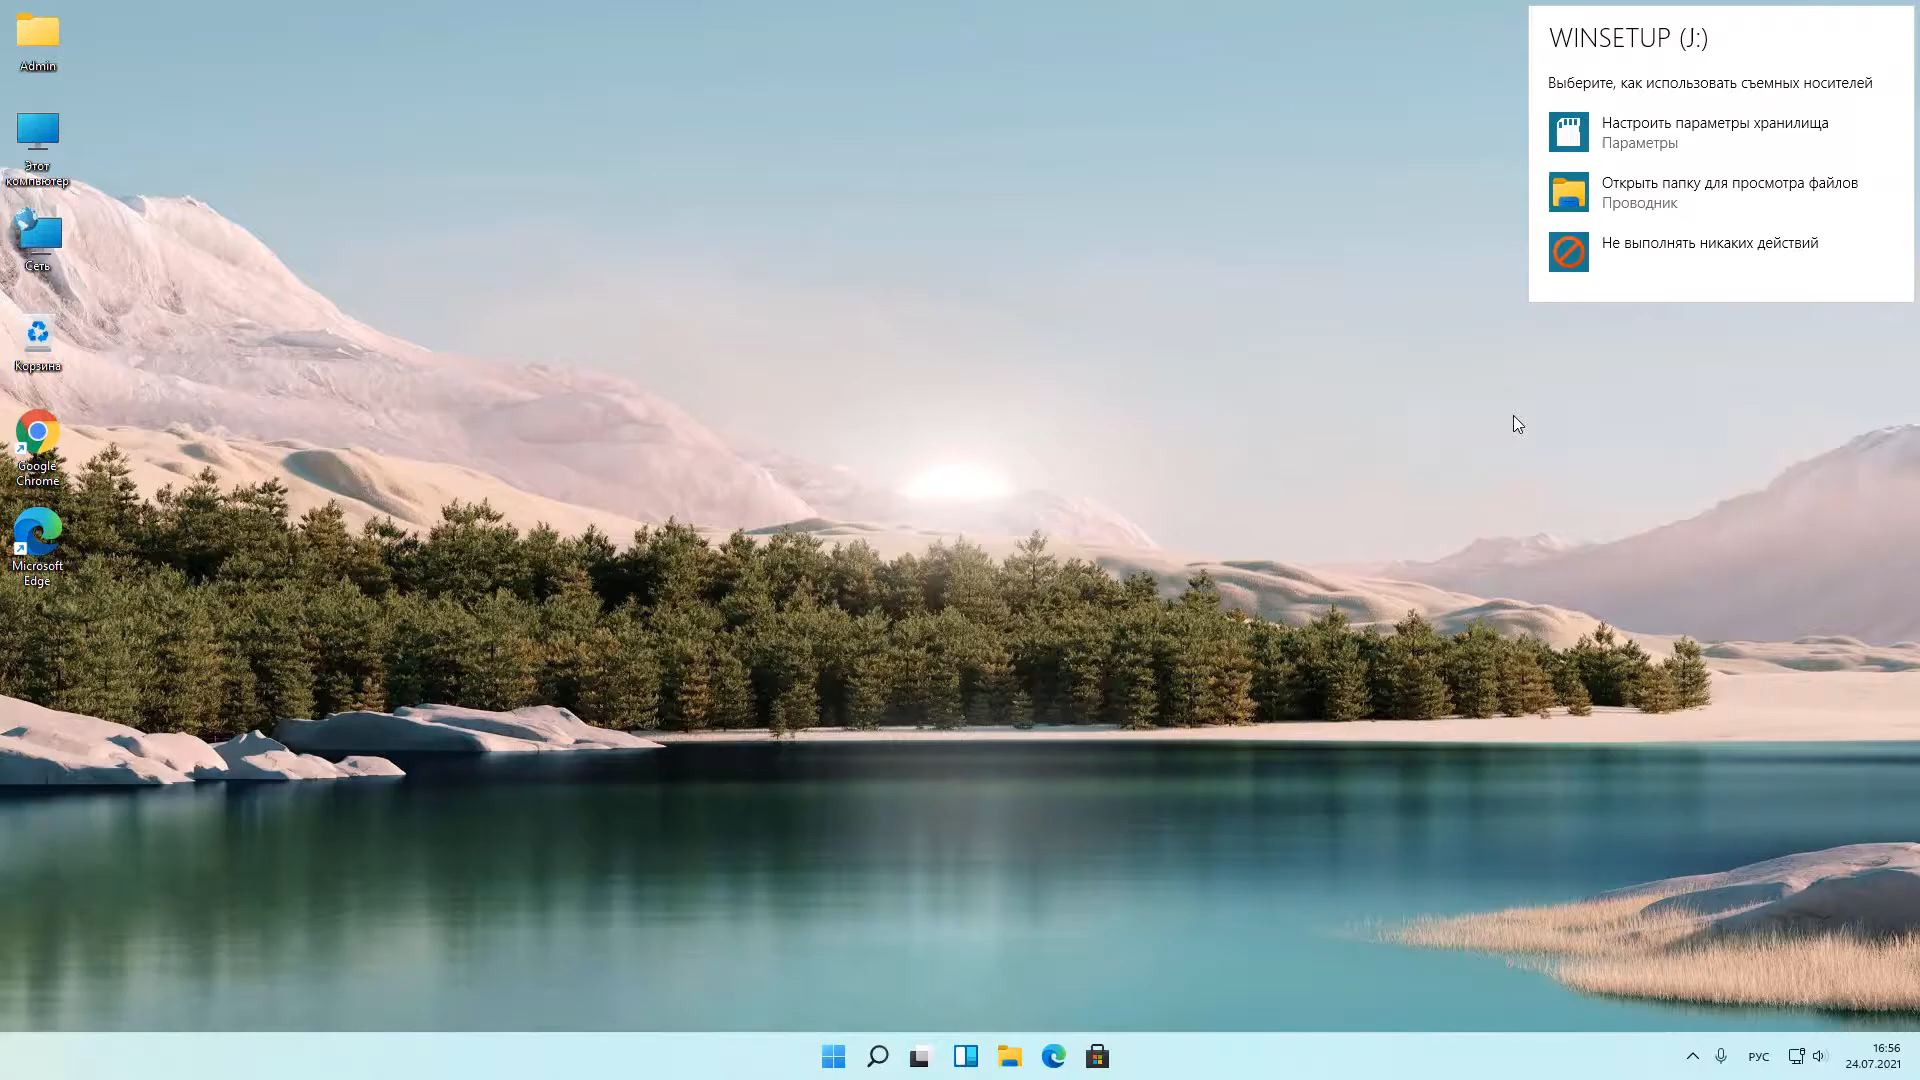 Admin
Этот
компьютер
Сеть
Корзина
Google
Chrome
Microsoft
Edge
WINSETUP (J:)
Выберите, как использовать съемных носителей
Настроить параметры хранилища
Параметры
Открыть папку для просмотра файлов
Проводник
Не выполнять никаких действий
РУС
16:56
24.07.2021